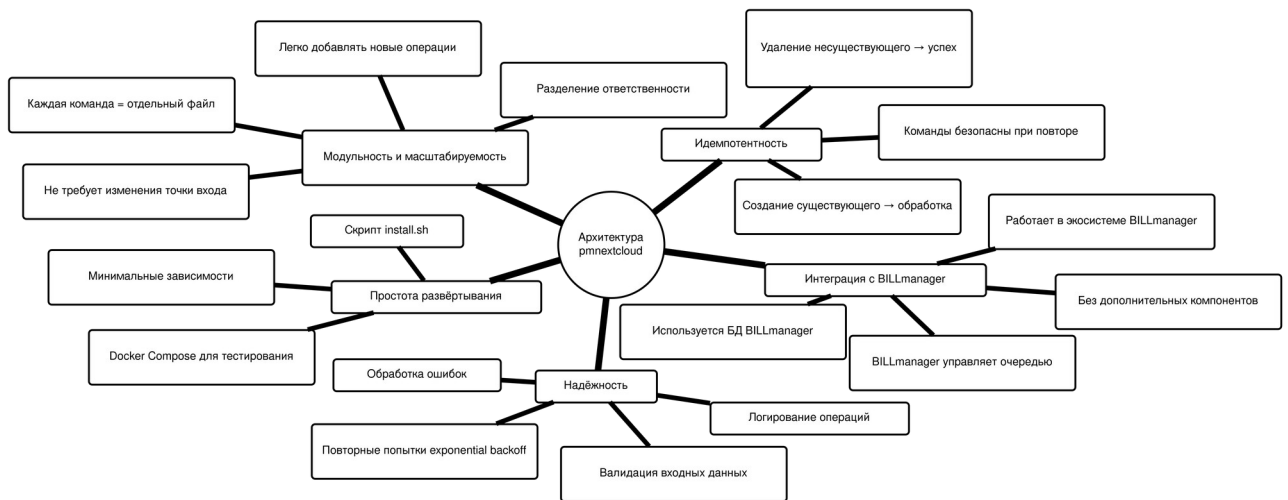 Легко добавлять новые операции
Каждая команда = отдельный файл
Разделение ответственности
Модульность и масштабируемость
Не требует изменения точки входа
Удаление несуществующего → успех
Идемпотентность
Команды безопасны при повторе
Создание существующего → обработка
Архитектура
pmnextcloud
Скрипт install.sh
Минимальные зависимости
Простота развёртывания
Docker Compose для тестирования
Работает в экосистеме BILLmanager
Интеграция с BILLmanager
Без дополнительных компонентов
Используется БД BILLmanager
BILLmanager управляет очередью
Обработка ошибок
Надёжность
Логирование операций
Повторные попытки exponential backoff
Валидация входных данных